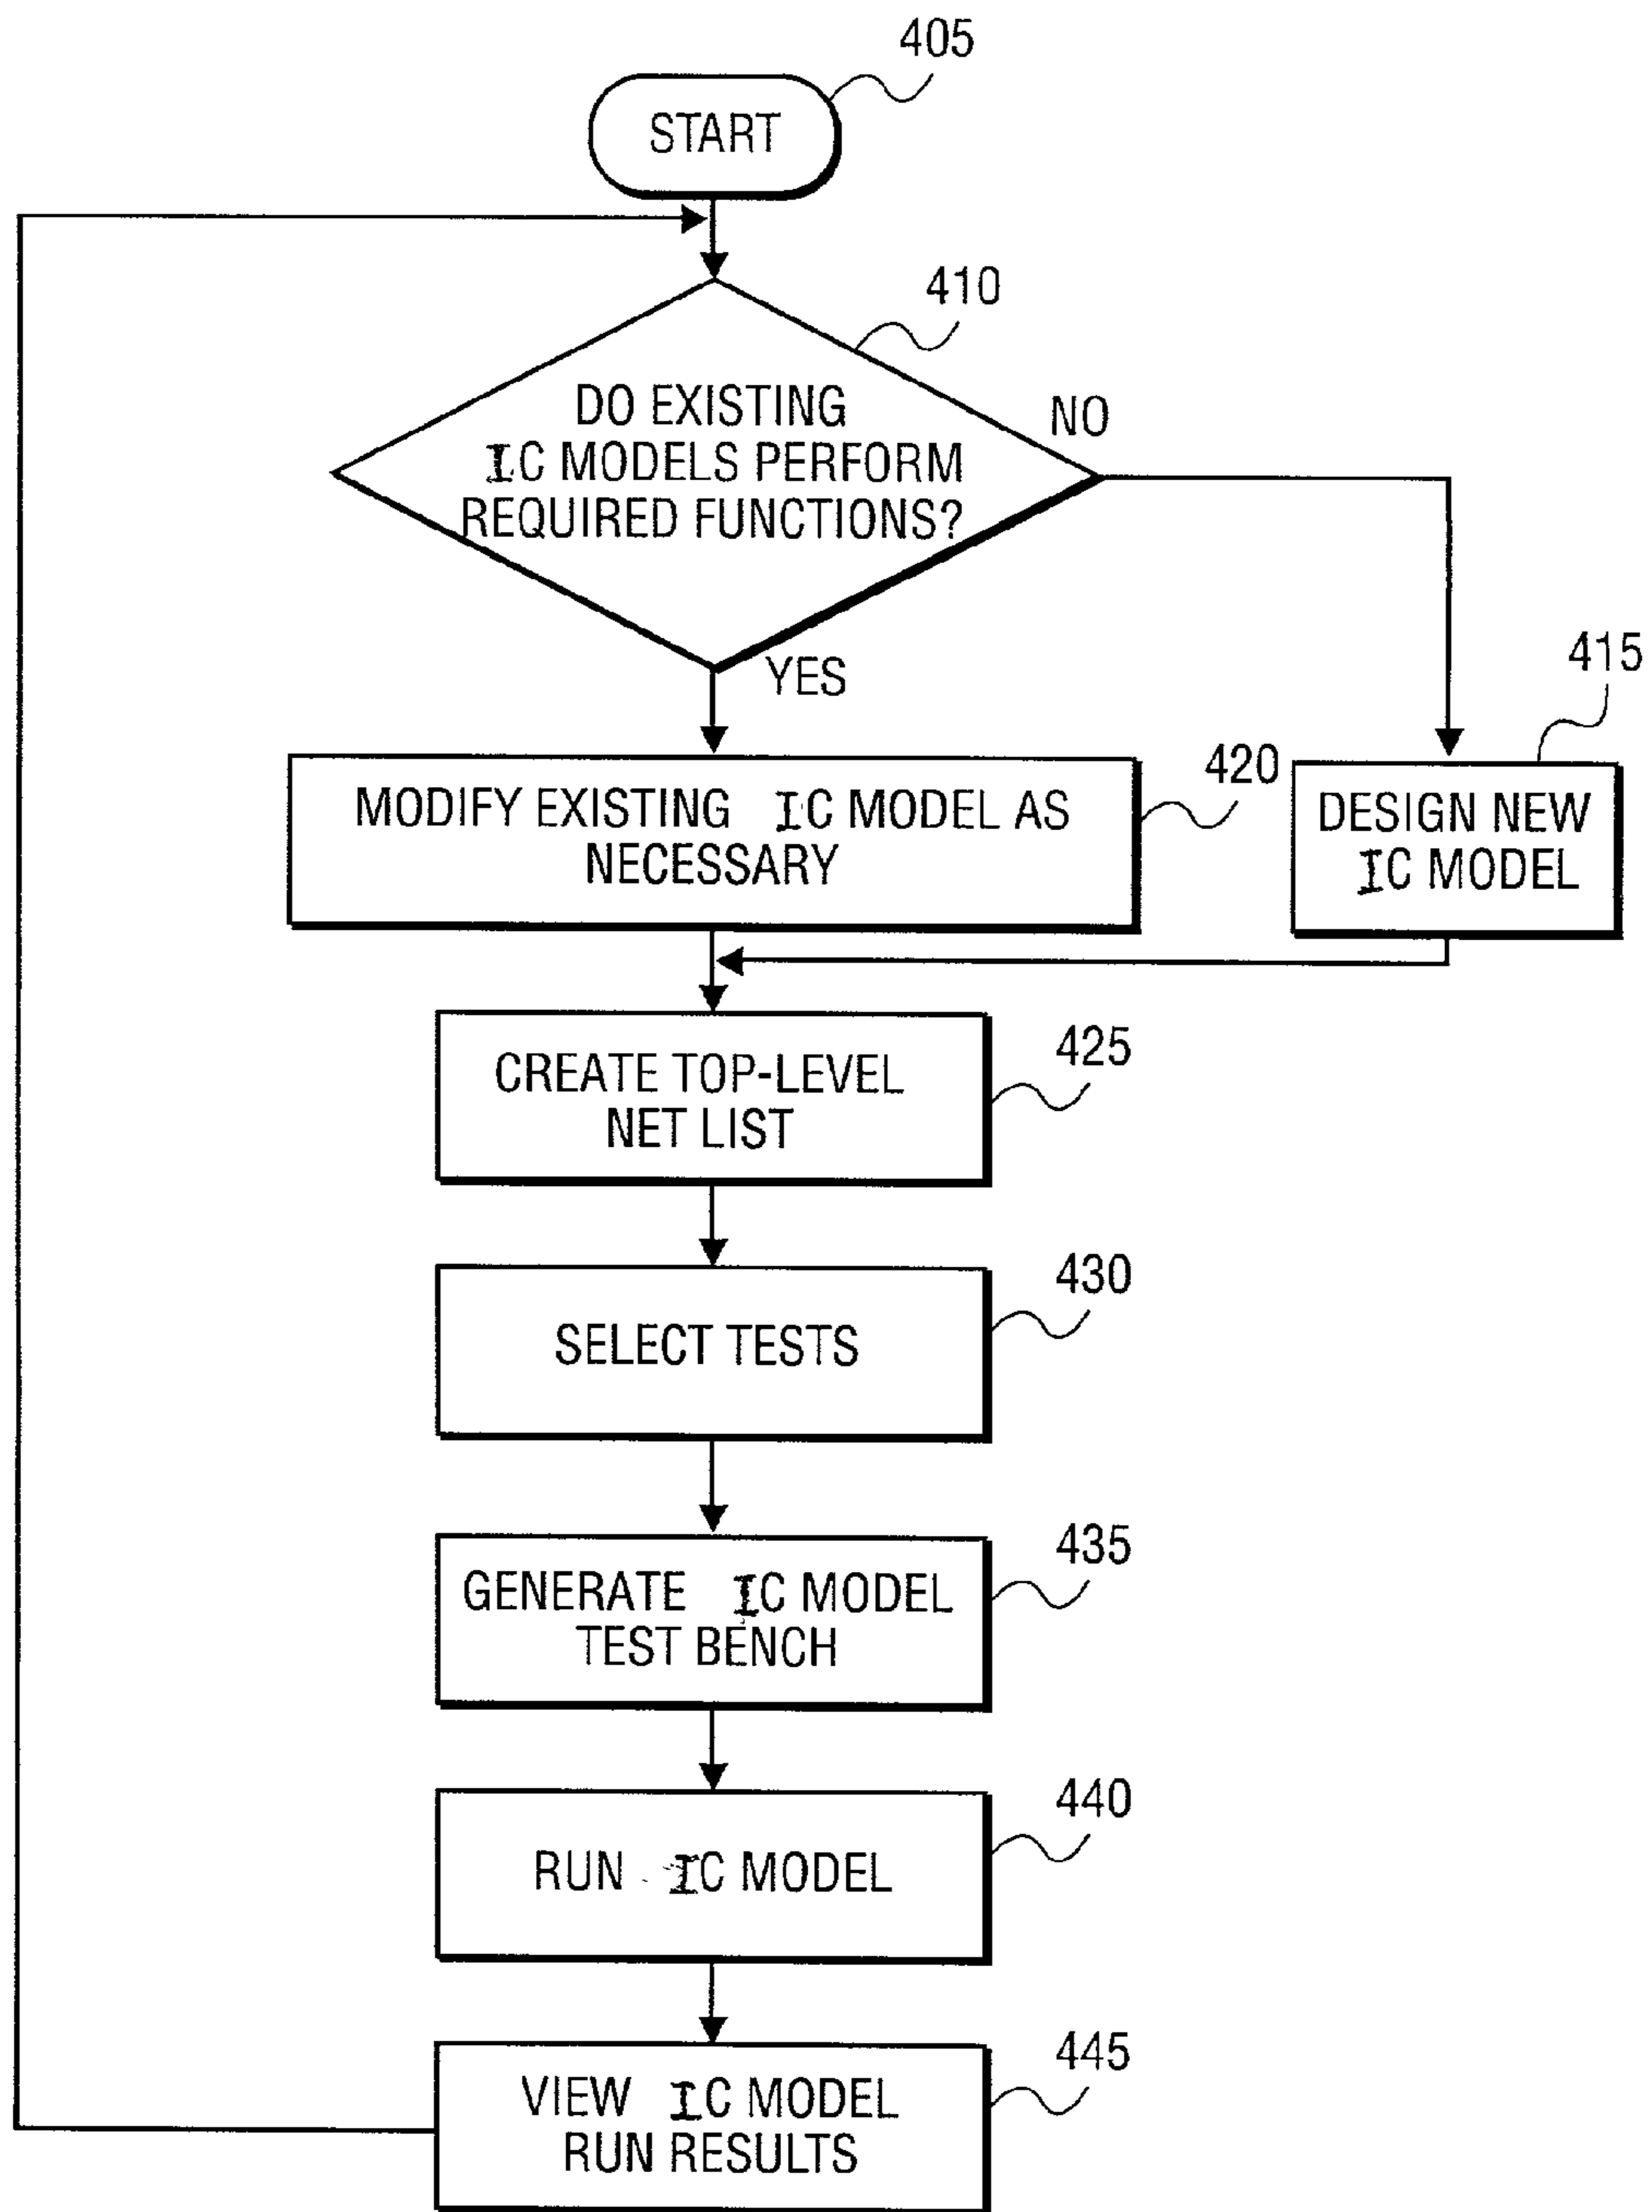 405
START
410
DO EXISTING
IC MODELS PERFORM
REQUIRED FUNCTIONS?
NO
YES
415
420
MODIFY EXISTING IC MODEL AS
NECESSARY
DESIGN NEW
IC MODEL
425
CREATE TOP-LEVEL
NET LIST
430
SELECT TESTS
435
GENERATE IC MODEL
TEST BENCH
440
RUN IC MODEL
445
VIEW IC MODEL
RUN RESULTS